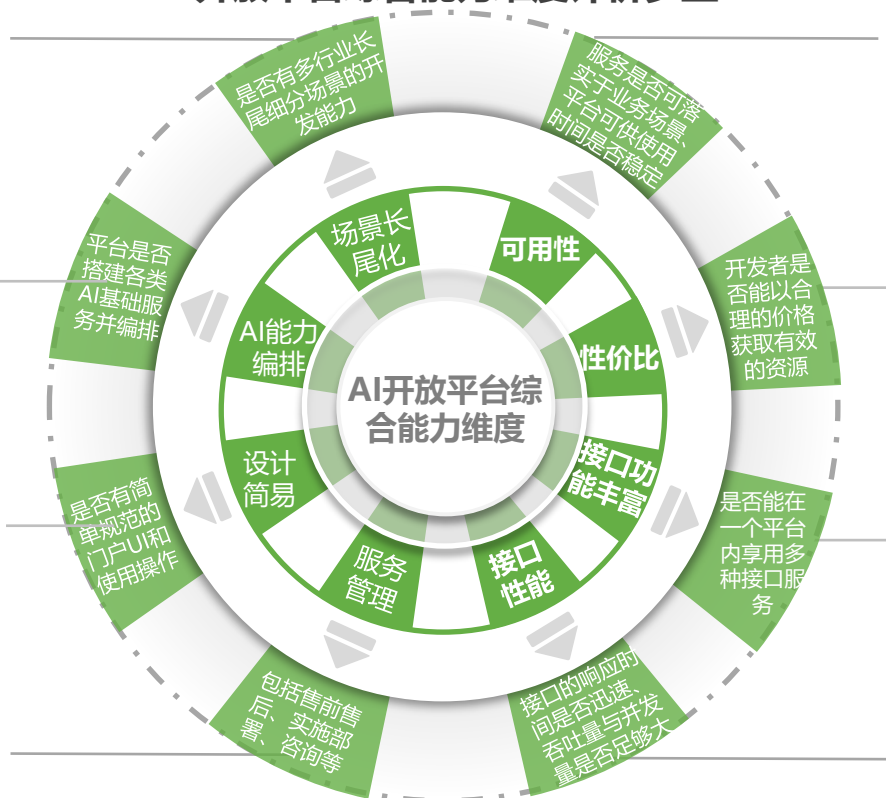 AI开放平台综
合能力维度
可用性
性价比
接口功
能丰富
接口
性能
服务
管理
设计
简易
AI能力
编排
场景长
尾化
服务是否可落
实于业务场景、
平台可供使用
时间是否稳定
开发者是
否能以合
理的价格
获取有效
的资源
是否能在
一个平台
内享用多
种接口服
务
接口的响应时
间是否迅速、
吞吐量与并发
量是否足够大
包括售前售
后、实施部
署、咨询等
是否有简
单规范的
门户UI和
使用操作
平台是否
搭建各类
AI基础服
务并编排
是否有多行业长
尾细分场景的开
发能力